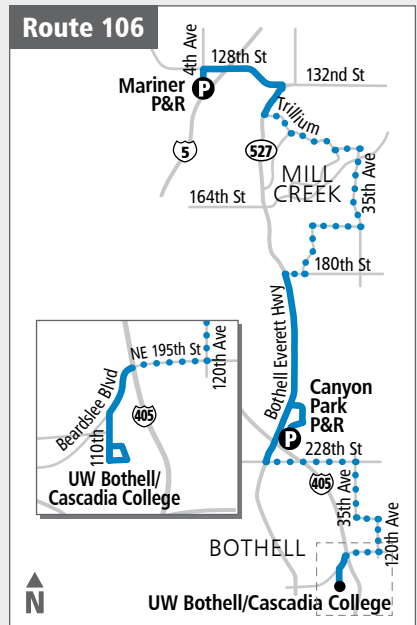 Route 106
4th Ave
128th St
132nd St
Mariner
P&R
P
Trillium
5
527
MILL
CREEK
35th Ave
164th St
180th St
Bothell Everett Hwy
NE 195th St
120th Ave
Beardslee Blvd
405
110th
UW Bothell/
Cascadia College
Canyon
Park
P&R
P
228th St
405
35th Ave
120th Ave
BOTHELL
UW Bothell/Cascadia College
N